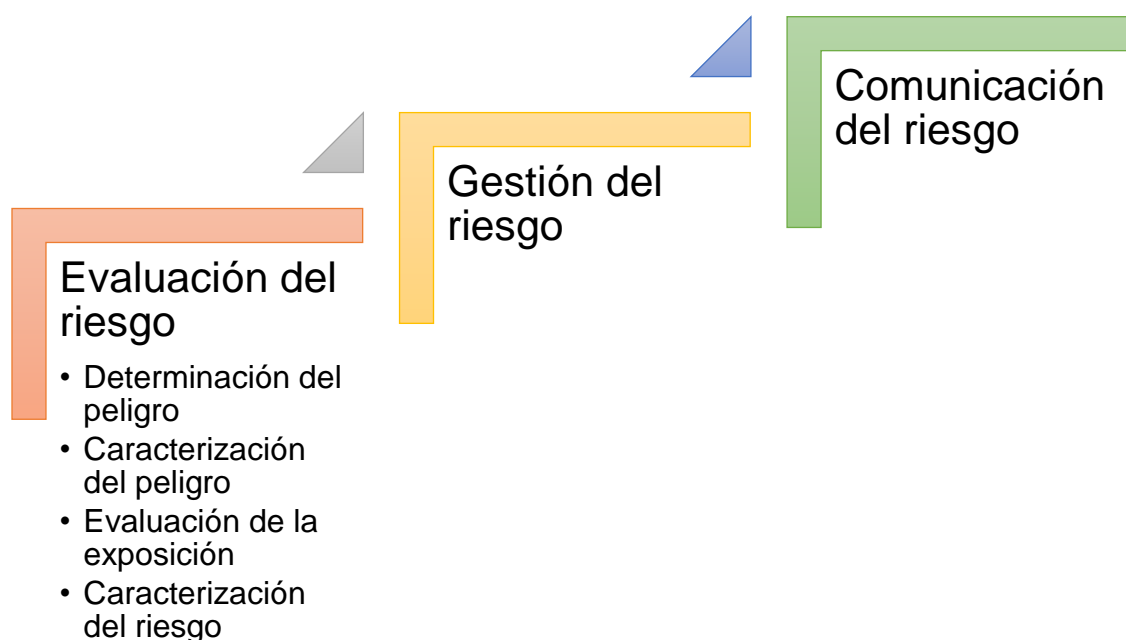 Evaluación del
riesgo
• Determinación del
peligro
• Caracterización
del peligro
• Evaluación de la
exposición
• Caracterización
del riesgo
Gestión del
riesgo
Comunicación
del riesgo